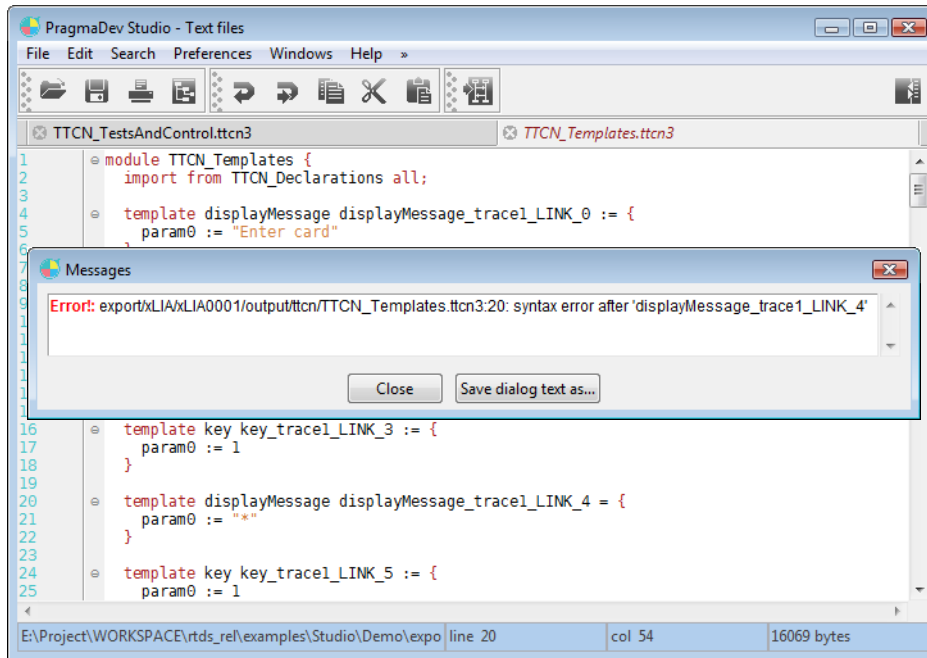 PragmaDev Studio - Text files
File Edit Search Preferences Windows Help »
TTCN_TestsAndControl.ttcn3 TTCN_Templates.ttcn3
1 module TTCN_Templates {
2 import from TTCN_Declarations all;
3
4 template displayMessage displayMessage_trace1_LINK_0 := {
5 param0 := "Enter card"
6 }
7
Messages
8
9
Error!: export/xLIA/xLIA0001/output/ttcn/TTCN_Templates.ttcn3:20: syntax error after 'displayMessage_trace1_LINK_4'
Close Save dialog text as...
16 template key key_trace1_LINK_3 := {
17 param0 := 1
18 }
19
20 template displayMessage displayMessage_trace1_LINK_4 = {
21 param0 := "*"
22 }
23
24 template key key_trace1_LINK_5 := {
25 param0 := 1
E:\Project\WORKSPACE\rtds_rel\examples\Studio\Demo\expo line 20 col 54 16069 bytes